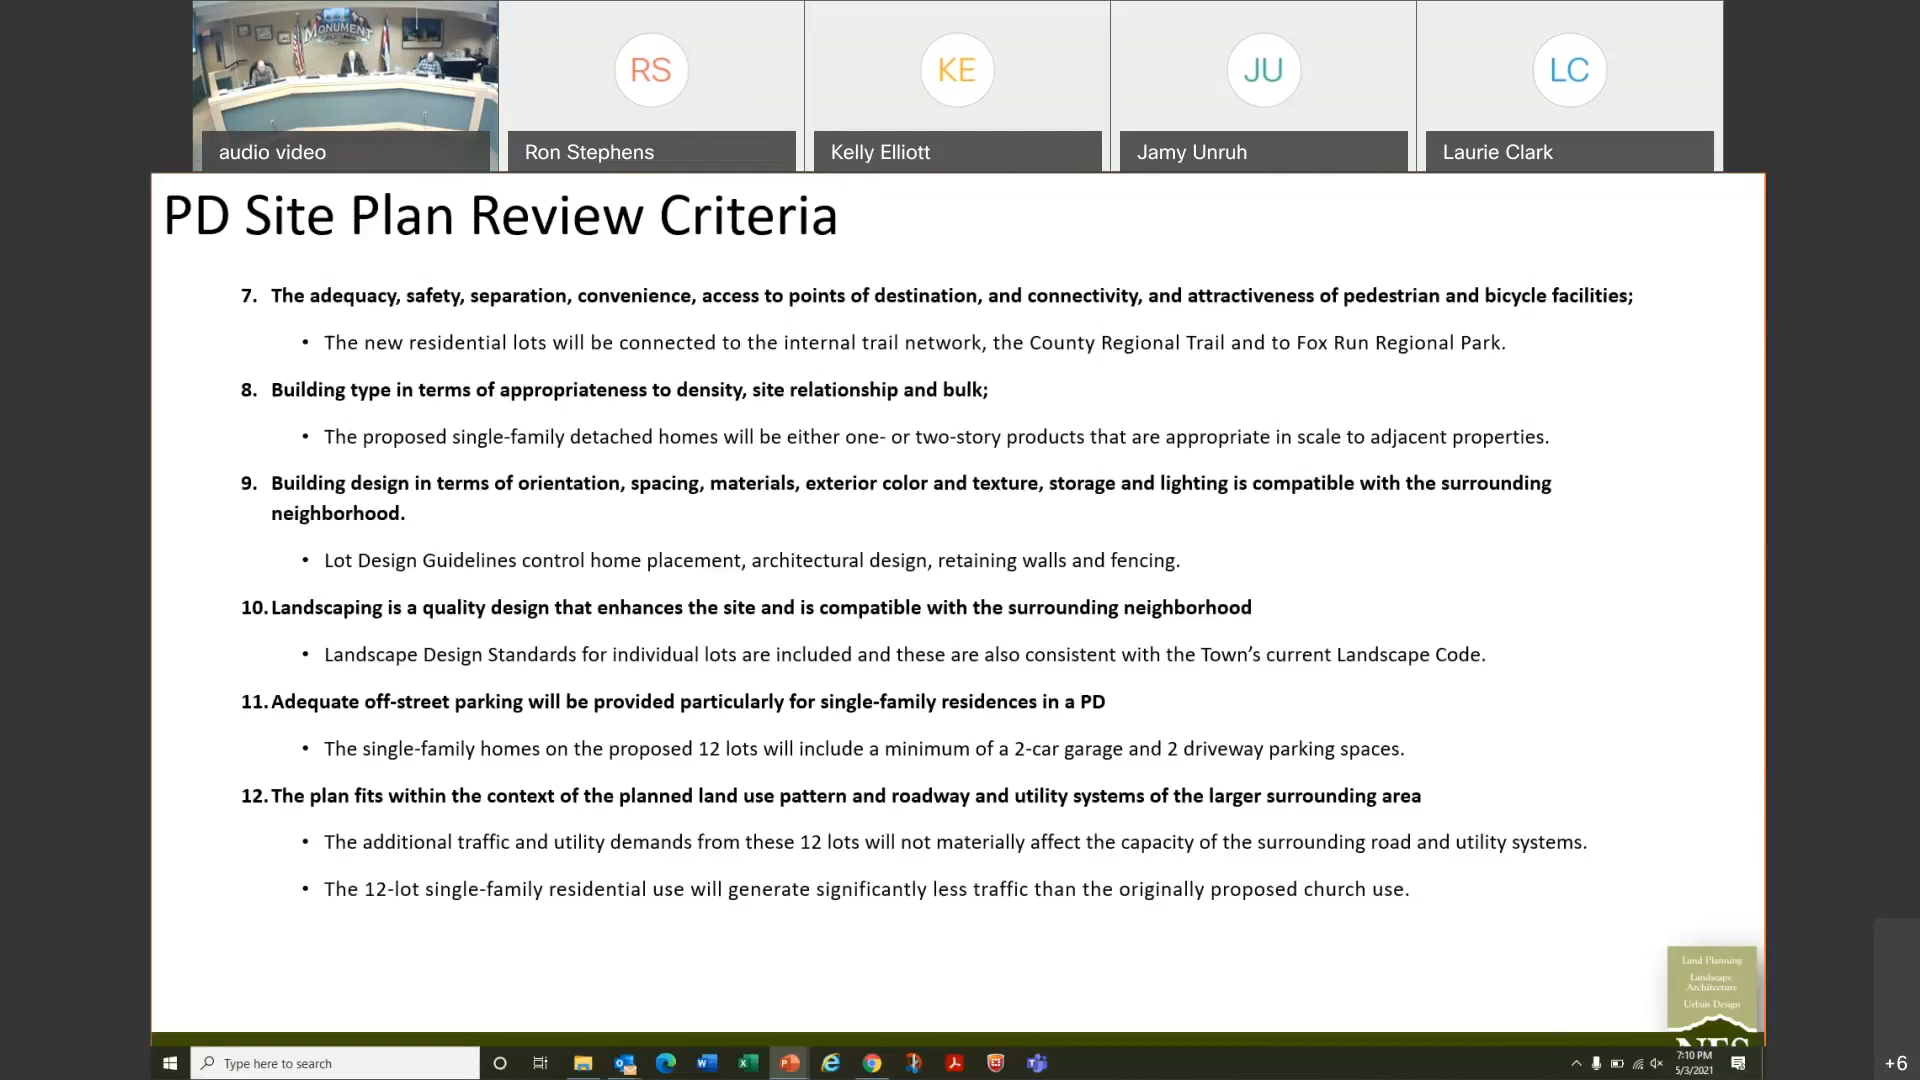 MONUMENT
RS
KE
JU
LC
audio video
Ron Stephens
Kelly Elliott
Jamy Unruh
Laurie Clark
PD Site Plan Review Criteria
7. The adequacy, safety, separation, convenience, access to points of destination, and connectivity, and attractiveness of pedestrian and bicycle facilities;
• The new residential lots will be connected to the internal trail network, the County Regional Trail and to Fox Run Regional Park.
8. Building type in terms of appropriateness to density, site relationship and bulk;
• The proposed single-family detached homes will be either one- or two-story products that are appropriate in scale to adjacent properties.
9. Building design in terms of orientation, spacing, materials, exterior color and texture, storage and lighting is compatible with the surrounding
neighborhood.
• Lot Design Guidelines control home placement, architectural design, retaining walls and fencing.
10. Landscaping is a quality design that enhances the site and is compatible with the surrounding neighborhood
• Landscape Design Standards for individual lots are included and these are also consistent with the Town’s current Landscape Code.
11. Adequate off-street parking will be provided particularly for single-family residences in a PD
• The single-family homes on the proposed 12 lots will include a minimum of a 2-car garage and 2 driveway parking spaces.
12. The plan fits within the context of the planned land use pattern and roadway and utility systems of the larger surrounding area
• The additional traffic and utility demands from these 12 lots will not materially affect the capacity of the surrounding road and utility systems.
• The 12-lot single-family residential use will generate significantly less traffic than the originally proposed church use.
Land Planning
Landscape
Architecture
Urban Design
NES
Type here to search
7:10 PM
5/3/2021
+6